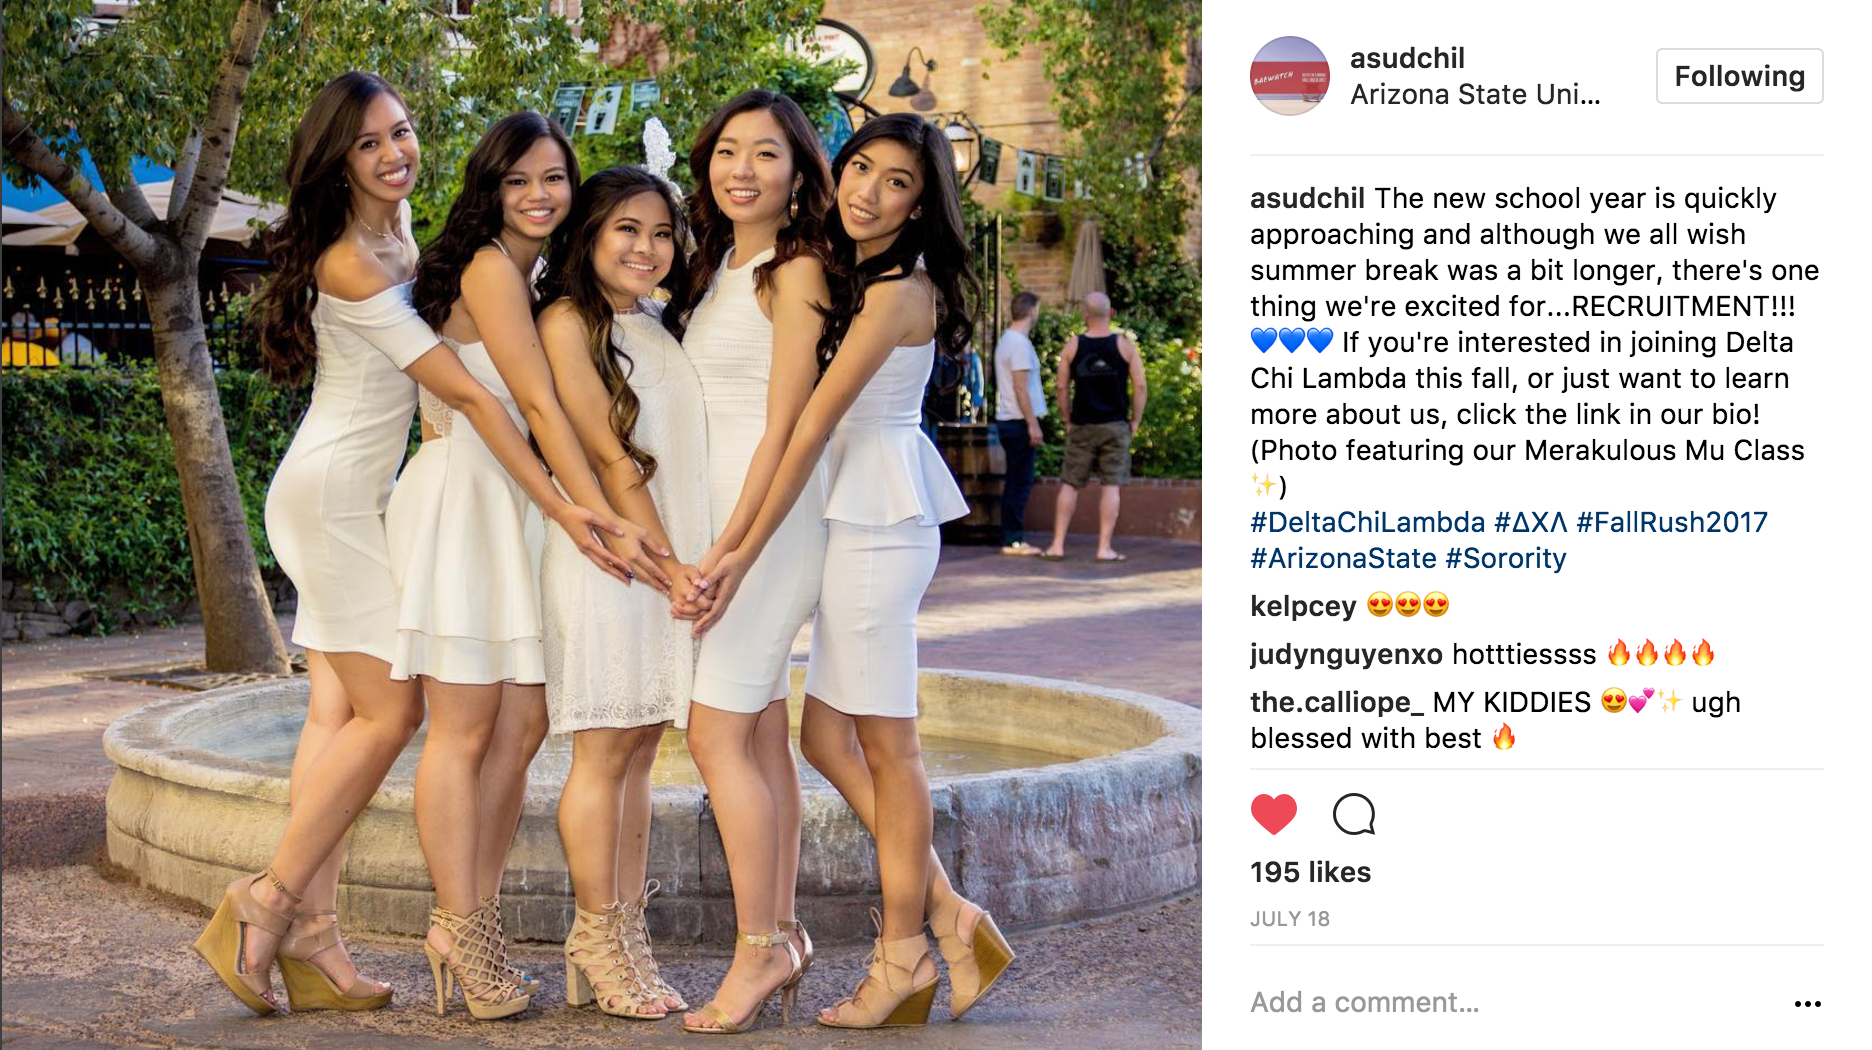 BAEWATCH
asudchil
Arizona State Uni...
Following
asudchil The new school year is quickly
approaching and although we all wish
summer break was a bit longer, there's one
thing we're excited for...RECRUITMENT!!!
💙💙💙 If you're interested in joining Delta
Chi Lambda this fall, or just want to learn
more about us, click the link in our bio!
(Photo featuring our Merakulous Mu Class
✨)
#DeltaChiLambda #ΔΧΛ #FallRush2017
#ArizonaState #Sorority
kelpcey 😍😍😍
judynguyenxo hotttiessss 🔥🔥🔥🔥
the.calliope_ MY KIDDIES 😍💕✨ ugh
blessed with best 🔥
195 likes
JULY 18
Add a comment...